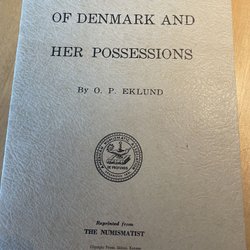 OF DENMARK AND
HER POSSESSIONS
By O. P. EKLUND
Reprinted from
THE NUMISMATIST